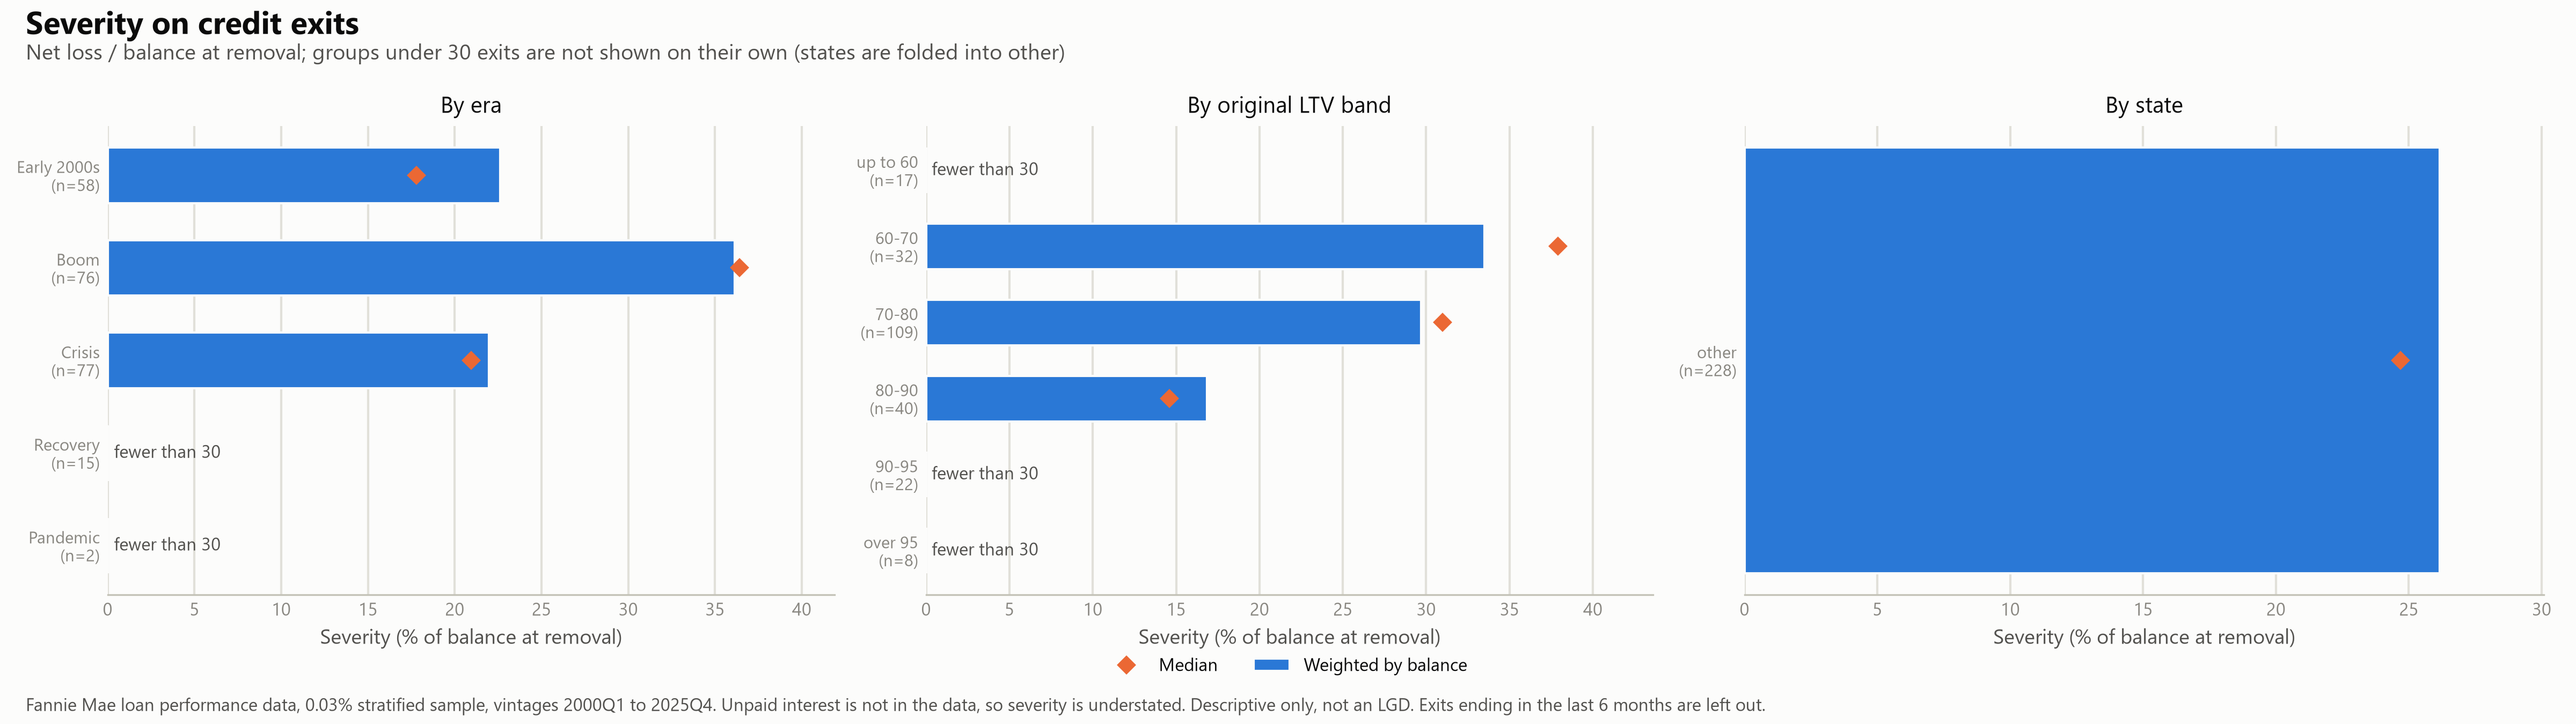 Severity on credit exits
Net loss / balance at removal; groups under 30 exits are not shown on their own (states are folded into other)
By era
Early 2000s
(n=58)
Boom
(n=76)
Crisis
(n=77)
Recovery
(n=15)
fewer than 30
Pandemic
(n=2)
fewer than 30
0 5 10 15 20 25 30 35 40
Severity (% of balance at removal)
By original LTV band
up to 60
(n=17)
fewer than 30
60-70
(n=32)
70-80
(n=109)
80-90
(n=40)
90-95
(n=22)
fewer than 30
over 95
(n=8)
fewer than 30
0 5 10 15 20 25 30 35 40
Severity (% of balance at removal)
By state
other
(n=228)
0 5 10 15 20 25 30
Severity (% of balance at removal)
Median Weighted by balance
Fannie Mae loan performance data, 0.03% stratified sample, vintages 2000Q1 to 2025Q4. Unpaid interest is not in the data, so severity is understated. Descriptive only, not an LGD. Exits ending in the last 6 months are left out.